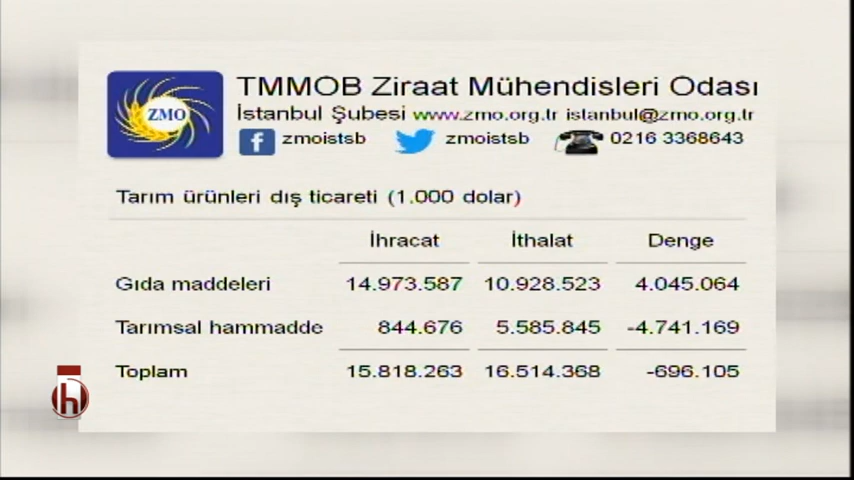 ZMO
TMMOB Ziraat Mühendisleri Odası
İstanbul Şubesi www.zmo.org.tr istanbul@zmo.org.tr
f zmoistsb zmoistsb 0216 3368643
Tarım ürünleri dış ticareti (1.000 dolar)
İhracat İthalat Denge
Gıda maddeleri 14.973.587 10.928.523 4.045.064
Tarımsal hammadde 844.676 5.585.845 -4.741.169
Toplam 15.818.263 16.514.368 -696.105
h